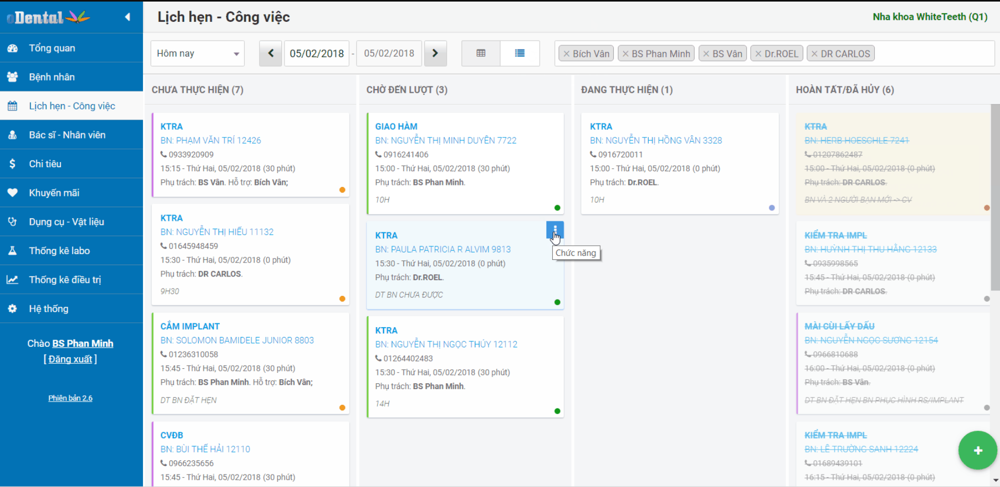 oDental
Lịch hẹn - Công việc
Nha khoa WhiteTeeth (Q1)
Tổng quan
Bệnh nhân
Lịch hẹn - Công việc
Bác sĩ - Nhân viên
Chi tiêu
Khuyến mãi
Dụng cụ - Vật liệu
Thống kê labo
Thống kê điều trị
Hệ thống
Chào BS Phan Minh
[ Đăng xuất ]
Phiên bản 2.6
Hôm nay
05/02/2018 - 05/02/2018
× Bích Vân × BS Phan Minh × BS Vân × Dr.ROEL × DR CARLOS
CHƯA THỰC HIỆN (7)
KTRA
BN: PHẠM VĂN TRÍ 12426
0933920909
15:15 - Thứ Hai, 05/02/2018 (30 phút)
Phụ trách: BS Vân. Hỗ trợ: Bích Vân;
KTRA
BN: NGUYỄN THỊ HIẾU 11132
01645948459
15:30 - Thứ Hai, 05/02/2018 (0 phút)
Phụ trách: DR CARLOS.
9H30
CẮM IMPLANT
BN: SOLOMON BAMIDELE JUNIOR 8803
01236310058
15:45 - Thứ Hai, 05/02/2018 (30 phút)
Phụ trách: BS Phan Minh. Hỗ trợ: Bích Vân;
DT BN ĐẶT HẸN
CVĐB
BN: BÙI THẾ HẢI 12110
0966235656
15:45 - Thứ Hai, 05/02/2018 (30 phút)
CHỜ ĐẾN LƯỢT (3)
GIAO HÀM
BN: NGUYỄN THỊ MINH DUYÊN 7722
0916241406
15:00 - Thứ Hai, 05/02/2018 (30 phút)
Phụ trách: BS Phan Minh.
10H
KTRA
BN: PAULA PATRICIA R ALVIM 9813
15:30 - Thứ Hai, 05/02/2018 (0 phút)
Phụ trách: Dr.ROEL.
DT BN CHƯA ĐƯỢC
Chức năng
KTRA
BN: NGUYỄN THỊ NGỌC THÚY 12112
01264402483
15:30 - Thứ Hai, 05/02/2018 (30 phút)
Phụ trách: BS Phan Minh.
14H
ĐANG THỰC HIỆN (1)
KTRA
BN: NGUYỄN THỊ HỒNG VÂN 3328
0916720011
15:00 - Thứ Hai, 05/02/2018 (0 phút)
Phụ trách: Dr.ROEL.
10H
HOÀN TẤT/ĐÃ HỦY (6)
KTRA
BN: HERB HOESCHLE 7241
01207862487
15:00 - Thứ Hai, 05/02/2018 (0 phút)
Phụ trách: DR CARLOS.
BN VÀ 2 NGƯỜI BẠN MỚI -> CV
KIỂM TRA IMPL
BN: HUỲNH THỊ THU HẰNG 12133
0935998565
15:45 - Thứ Hai, 05/02/2018 (0 phút)
Phụ trách: DR CARLOS.
MÀI CÙI LẤY DẤU
BN: NGUYỄN NGỌC SƯƠNG 12154
0966810688
16:00 - Thứ Hai, 05/02/2018 (0 phút)
Phụ trách: BS Vân.
DT BN ĐẶT HẸN BN PHỤC HÌNH RS/IMPLANT
KIỂM TRA IMPL
BN: LÊ TRƯỜNG SANH 12224
01689439101
16:15 - Thứ Hai, 05/02/2018 (0 phút)